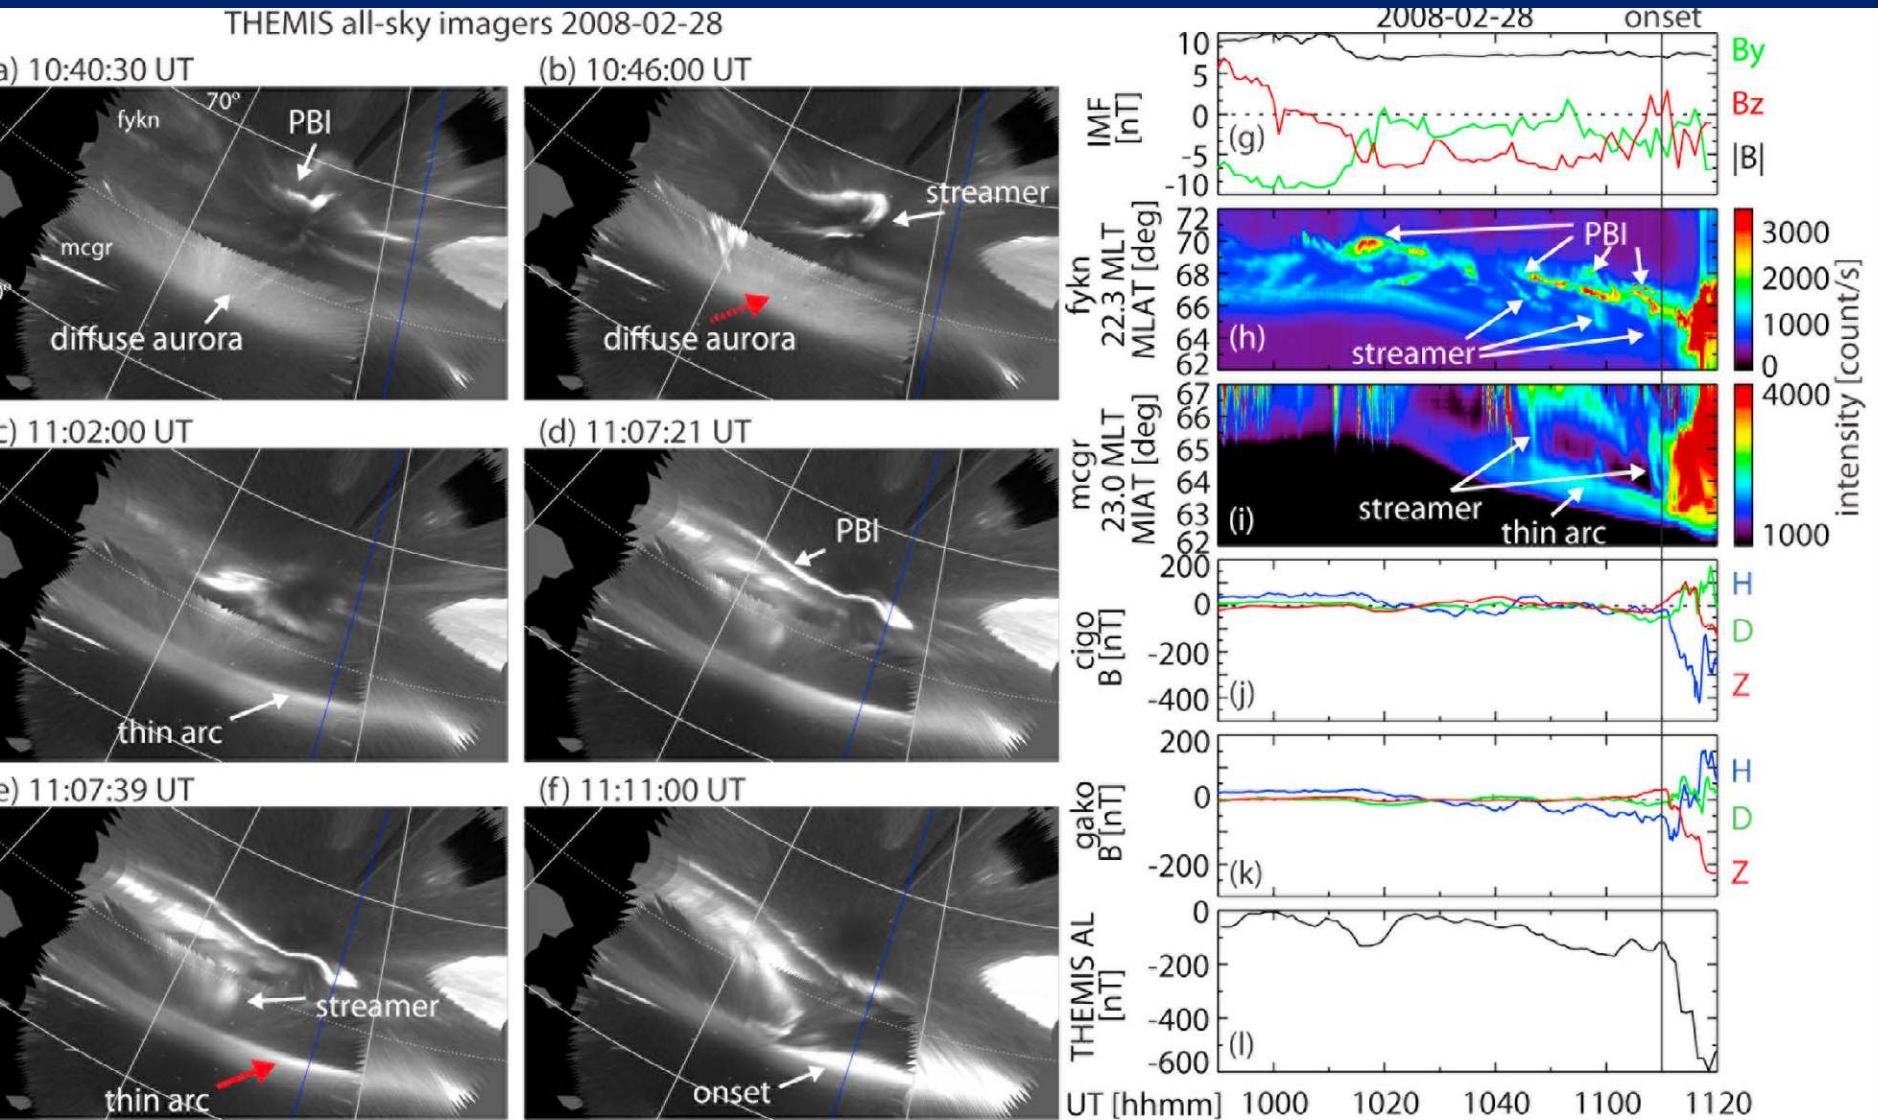 THEMIS all-sky imagers 2008-02-28
a) 10:40:30 UT
70°
fykn
PBI
mcgr
diffuse aurora
(b) 10:46:00 UT
streamer
diffuse aurora
c) 11:02:00 UT
thin arc
(d) 11:07:21 UT
PBI
e) 11:07:39 UT
streamer
thin arc
(f) 11:11:00 UT
onset
2008-02-28 onset
IMF
[nT]
10
5
0
-5
-10
(g)
By
Bz
|B|
fykn
22.3 MLT
MLAT [deg]
72
70
68
66
64
62
PBI
streamer
(h)
3000
2000
1000
0
mcgr
23.0 MLT
MlAT [deg]
67
66
65
64
63
62
streamer
thin arc
(i)
4000
1000
intensity [count/s]
cigo
B [nT]
200
0
-200
-400
(j)
H
D
Z
gako
B [nT]
200
0
-200
(k)
H
D
Z
THEMIS AL
[nT]
0
-200
-400
-600
(l)
UT [hhmm] 1000 1020 1040 1100 1120